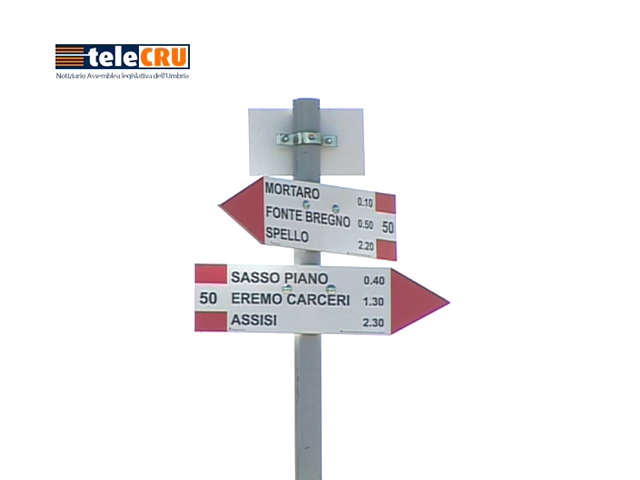 teleCRU
Notiziario Assemblea legislativa dell'Umbria
MORTARO 0.10
FONTE BREGNO 0.50
SPELLO 2.20
50
SASSO PIANO 0.40
50 EREMO CARCERI 1.30
ASSISI 2.30